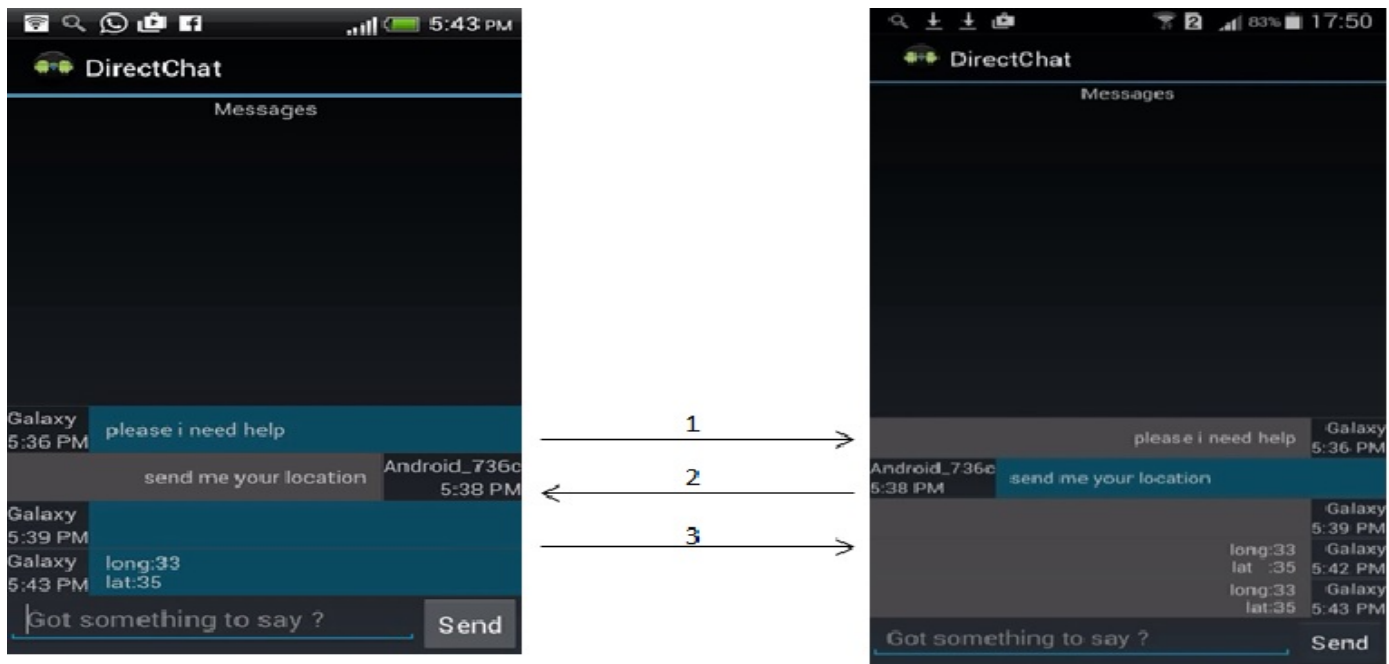 5:43 PM
DirectChat
Messages
Galaxy
5:36 PM
please i need help
send me your location
Android_736c
5:38 PM
Galaxy
5:39 PM
Galaxy
5:43 PM
long:33
lat:35
Got something to say ?
Send
1
2
3
2
83%
17:50
DirectChat
Messages
please i need help
Galaxy
5:36 PM
Android_736c
5:38 PM
send me your location
Galaxy
5:39 PM
long:33
lat :35
Galaxy
5:42 PM
long:33
lat:35
Galaxy
5:43 PM
Got something to say ?
Send